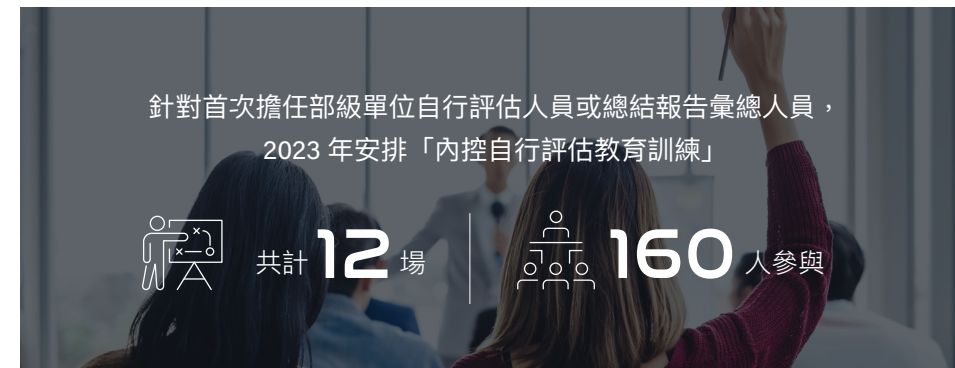 針對首次擔任部級單位自行評估人員或總結報告彙總人員，
2023 年安排「內控自行評估教育訓練」
共計 12 場
160 人參與